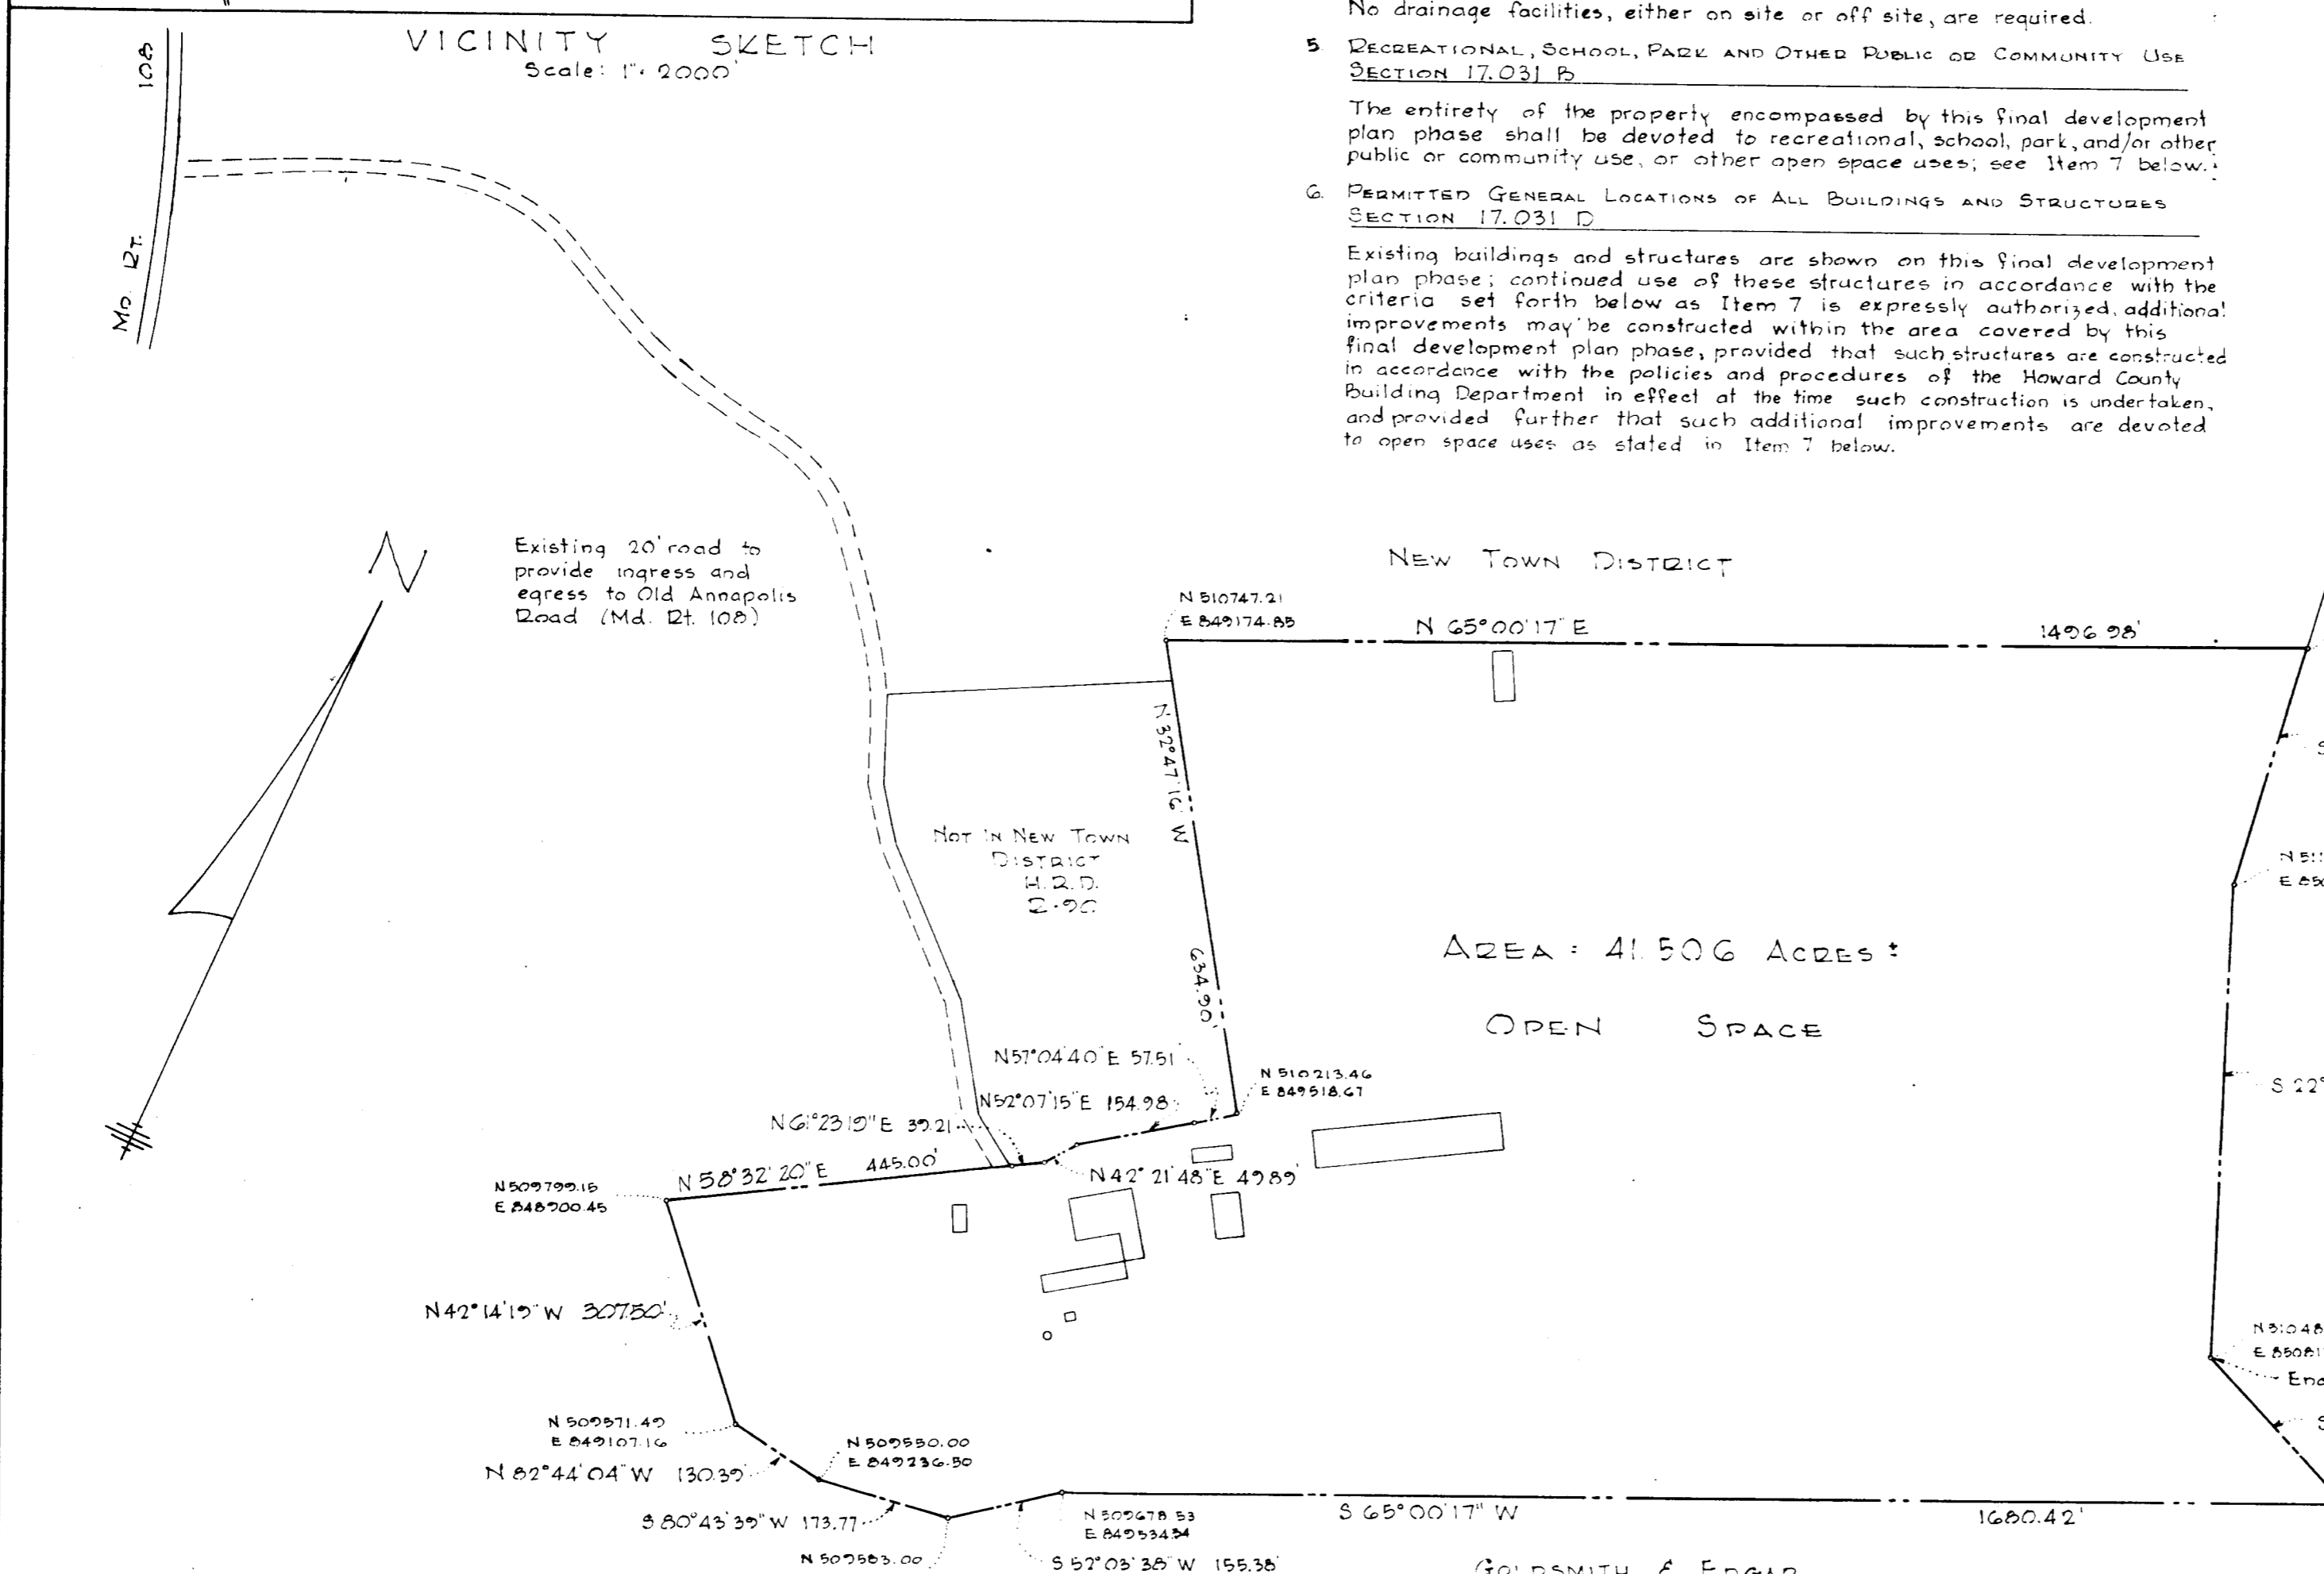 VICINITY SKETCH
Scale: 1" = 2000'
MD. RT. 108
No drainage facilities, either on site or off site, are required.
5. RECREATIONAL, SCHOOL, PARK AND OTHER PUBLIC OR COMMUNITY USE
SECTION 17.031 B
The entirety of the property encompassed by this final development
plan phase shall be devoted to recreational, school, park, and/or other
public or community use, or other open space uses; see Item 7 below.
6. PERMITTED GENERAL LOCATIONS OF ALL BUILDINGS AND STRUCTURES
SECTION 17.031 D
Existing buildings and structures are shown on this final development
plan phase; continued use of these structures in accordance with the
criteria set forth below as Item 7 is expressly authorized, additional
improvements may be constructed within the area covered by this
final development plan phase, provided that such structures are constructed
in accordance with the policies and procedures of the Howard County
Building Department in effect at the time such construction is undertaken,
and provided further that such additional improvements are devoted
to open space uses as stated in Item 7 below.
N
Existing 20' road to
provide ingress and
egress to Old Annapolis
Road (Md. Rt. 108)
NEW TOWN DISTRICT
N 510747.21
E 849174.85
N 65°00'17" E 1496.98'
N 32°47'16" W 634.90'
NOT IN NEW TOWN
DISTRICT
H.R.D.
R-90
AREA = 41.506 ACRES ±
OPEN SPACE
N57°04'40"E 57.51'
N 510213.46
E 849518.67
N52°07'15"E 154.98'
N61°23'19"E 39.21'
N 58°32'20"E 445.00'
N42°21'48"E 49.89'
N 509799.15
E 848900.45
S 22°
N42°14'19"W 307.50'
N 509571.49
E 849107.16
N 509550.00
E 849236.50
N 82°44'04"W 130.39'
S 80°43'39"W 173.77'
N 509583.00
N 509678.53
E 849534.54
S 52°03'38"W 155.38'
S 65°00'17" W 1680.42'
GOLDSMITH & EDGAR